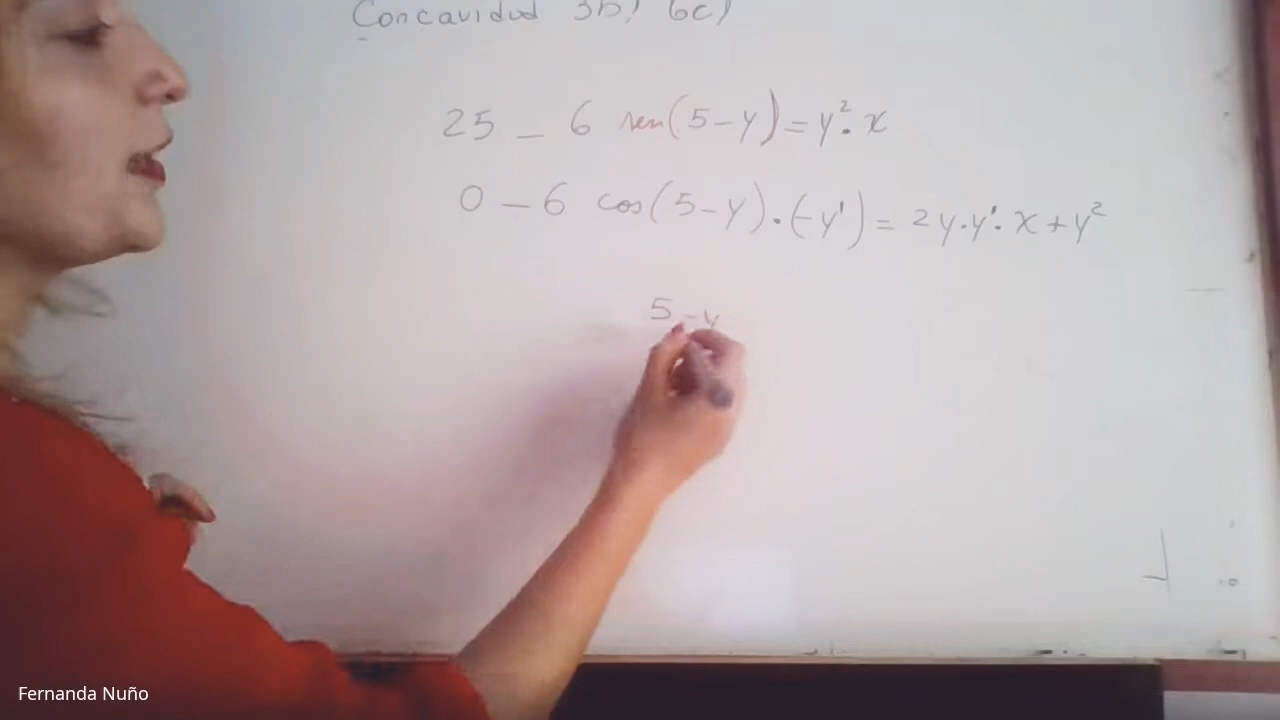 Concavidad 3b) 6c)
25 - 6 sen(5-y) = y²·x
0 - 6 cos(5-y)·(-y') = 2y·y'·x + y²
5-y
Fernanda Nuño